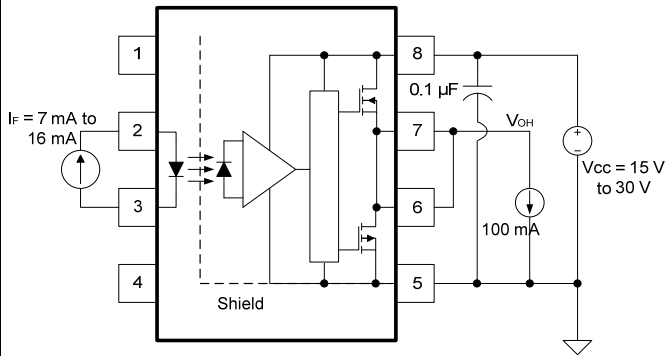 1
8
0.1 µF
IF = 7 mA to
16 mA
2
7
VOH
+
−
VCC = 15 V
to 30 V
3
6
100 mA
4
5
Shield